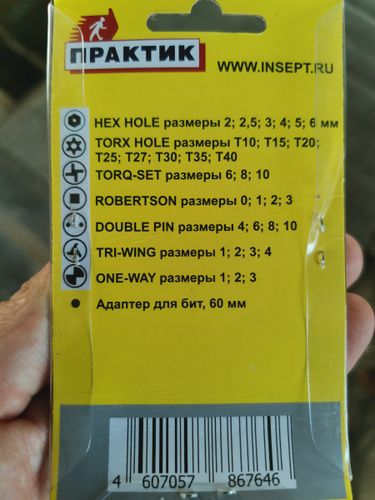 ПРАКТИК
WWW.INSEPT.RU
HEX HOLE размеры 2; 2,5; 3; 4; 5; 6 мм
TORX HOLE размеры T10; T15; T20;
T25; T27; T30; T35; T40
TORQ-SET размеры 6; 8; 10
ROBERTSON размеры 0; 1; 2; 3
DOUBLE PIN размеры 4; 6; 8; 10
TRI-WING размеры 1; 2; 3; 4
ONE-WAY размеры 1; 2; 3
Адаптер для бит, 60 мм
4 607057 867646